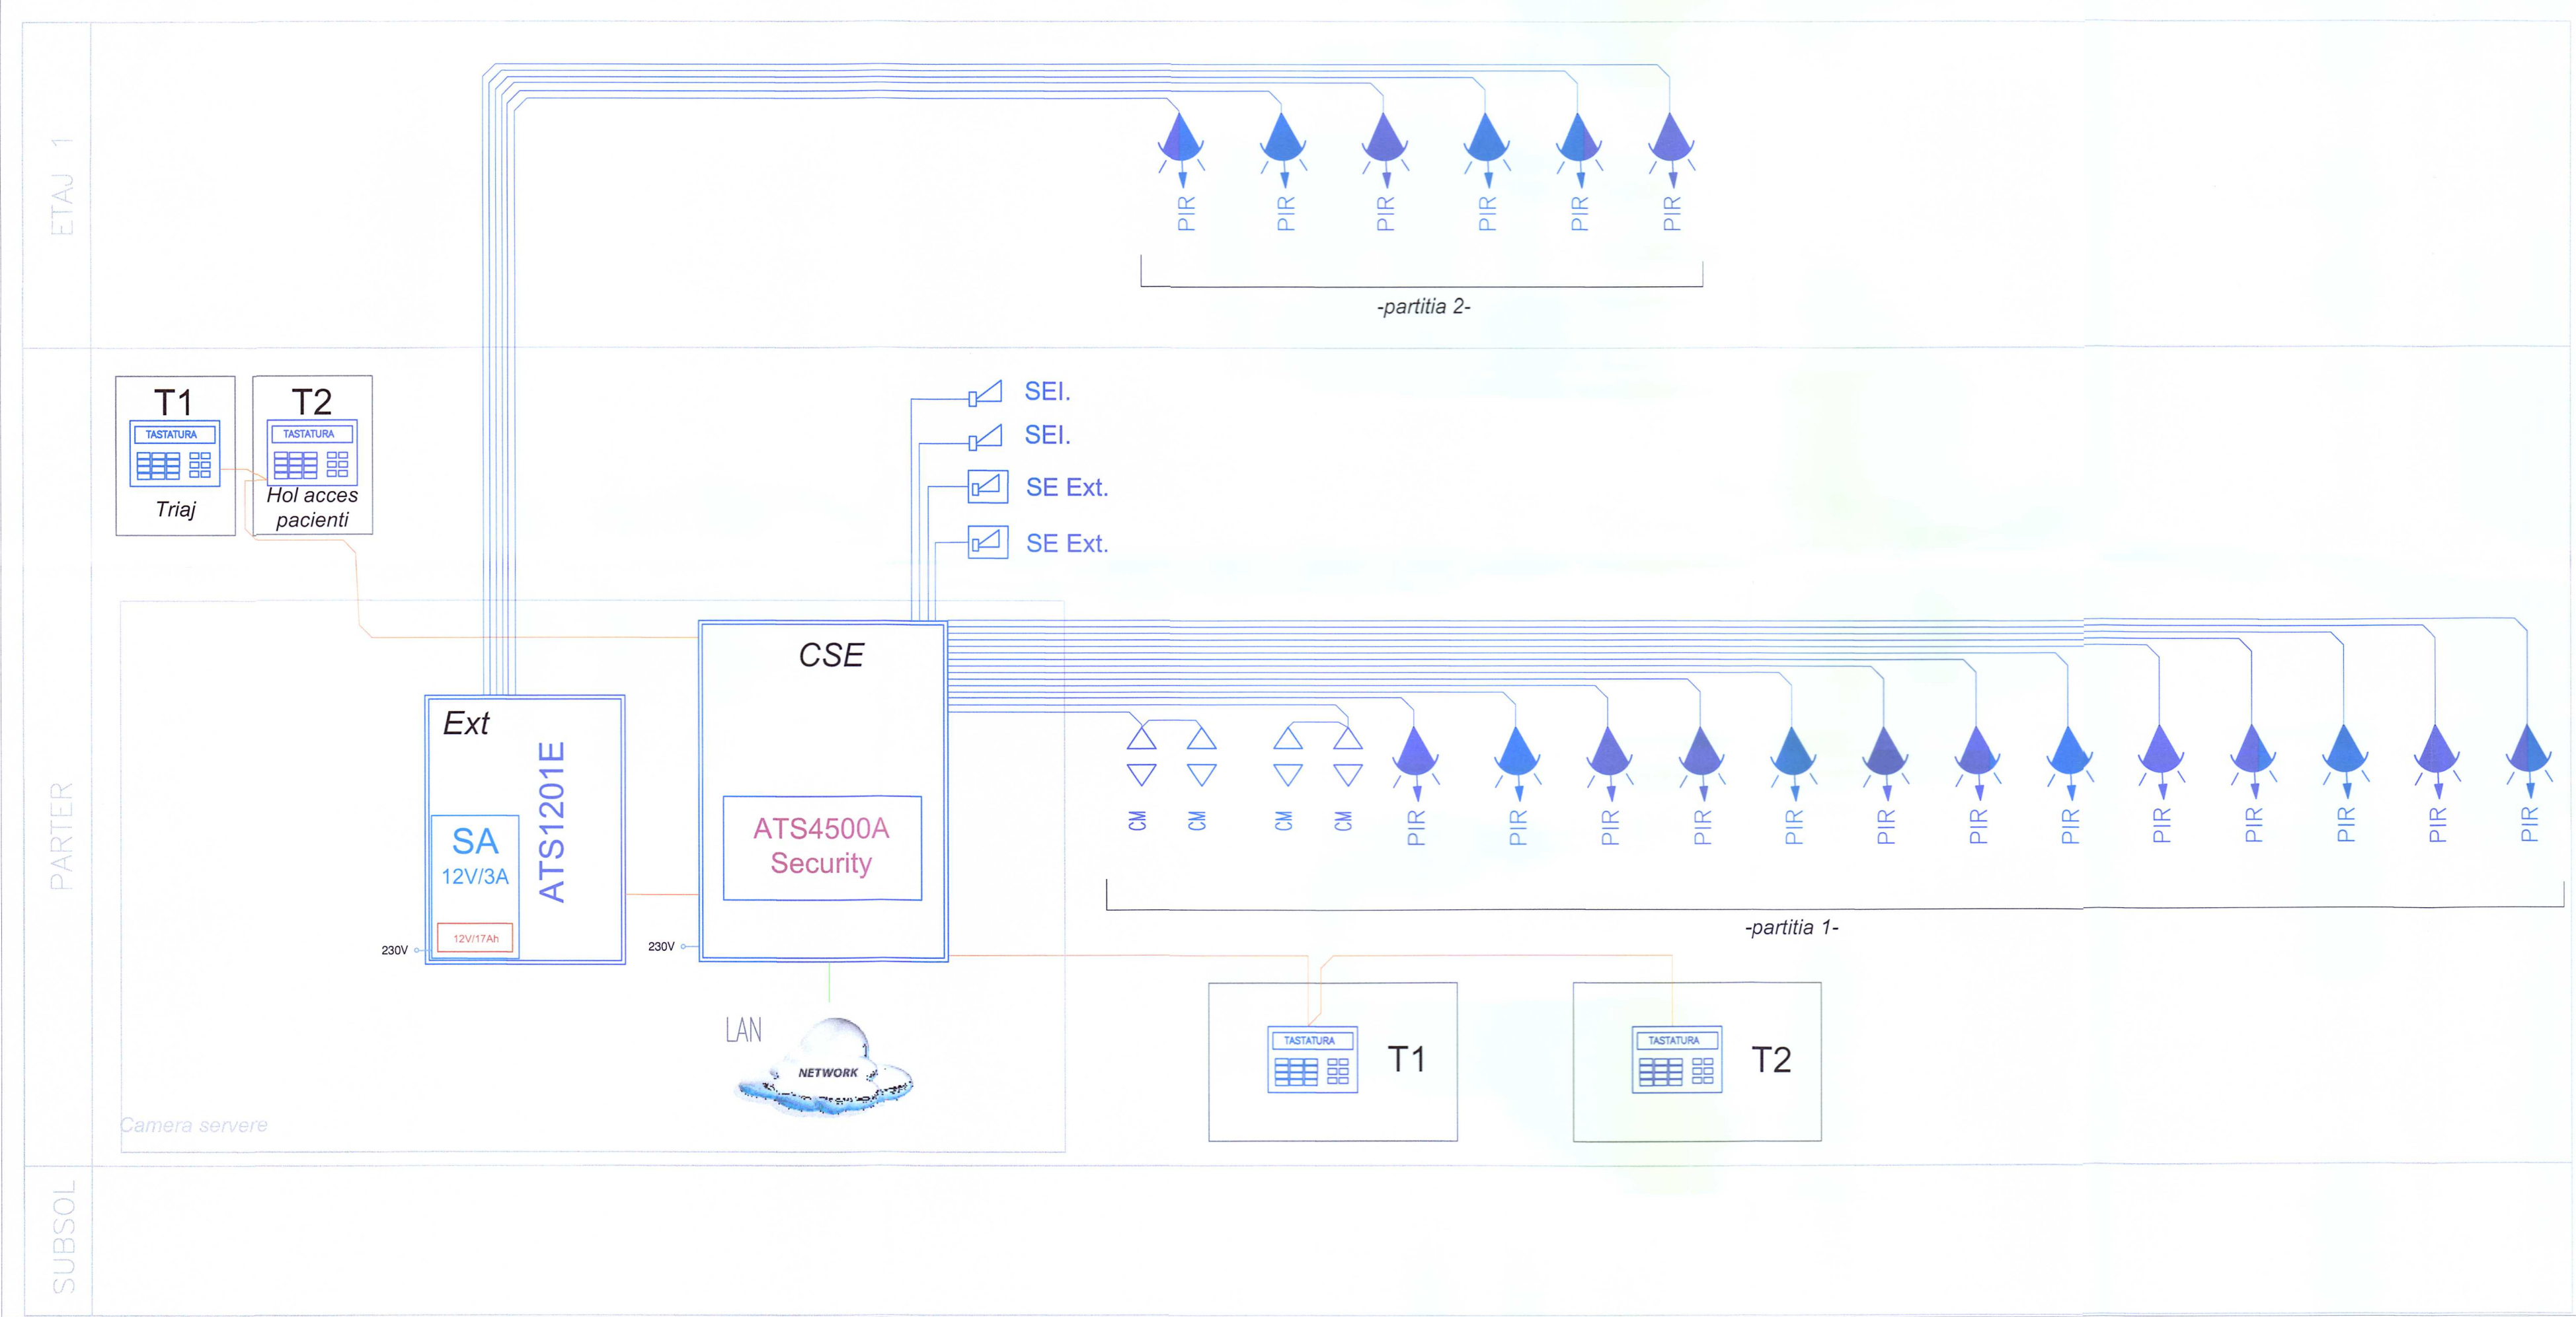 ETAJ 1
PIR
PIR
PIR
PIR
PIR
PIR
-partitia 2-
PARTER
T1
TASTATURA
Triaj
T2
TASTATURA
Hol acces
pacienti
SEI.
SEI.
SE Ext.
SE Ext.
CSE
ATS4500A
Security
230V
Ext
ATS1201E
SA
12V/3A
12V/17Ah
230V
CM
CM
CM
CM
PIR
PIR
PIR
PIR
PIR
PIR
PIR
PIR
PIR
PIR
PIR
PIR
PIR
-partitia 1-
LAN
NETWORK
Camera servere
TASTATURA
T1
TASTATURA
T2
SUBSOL